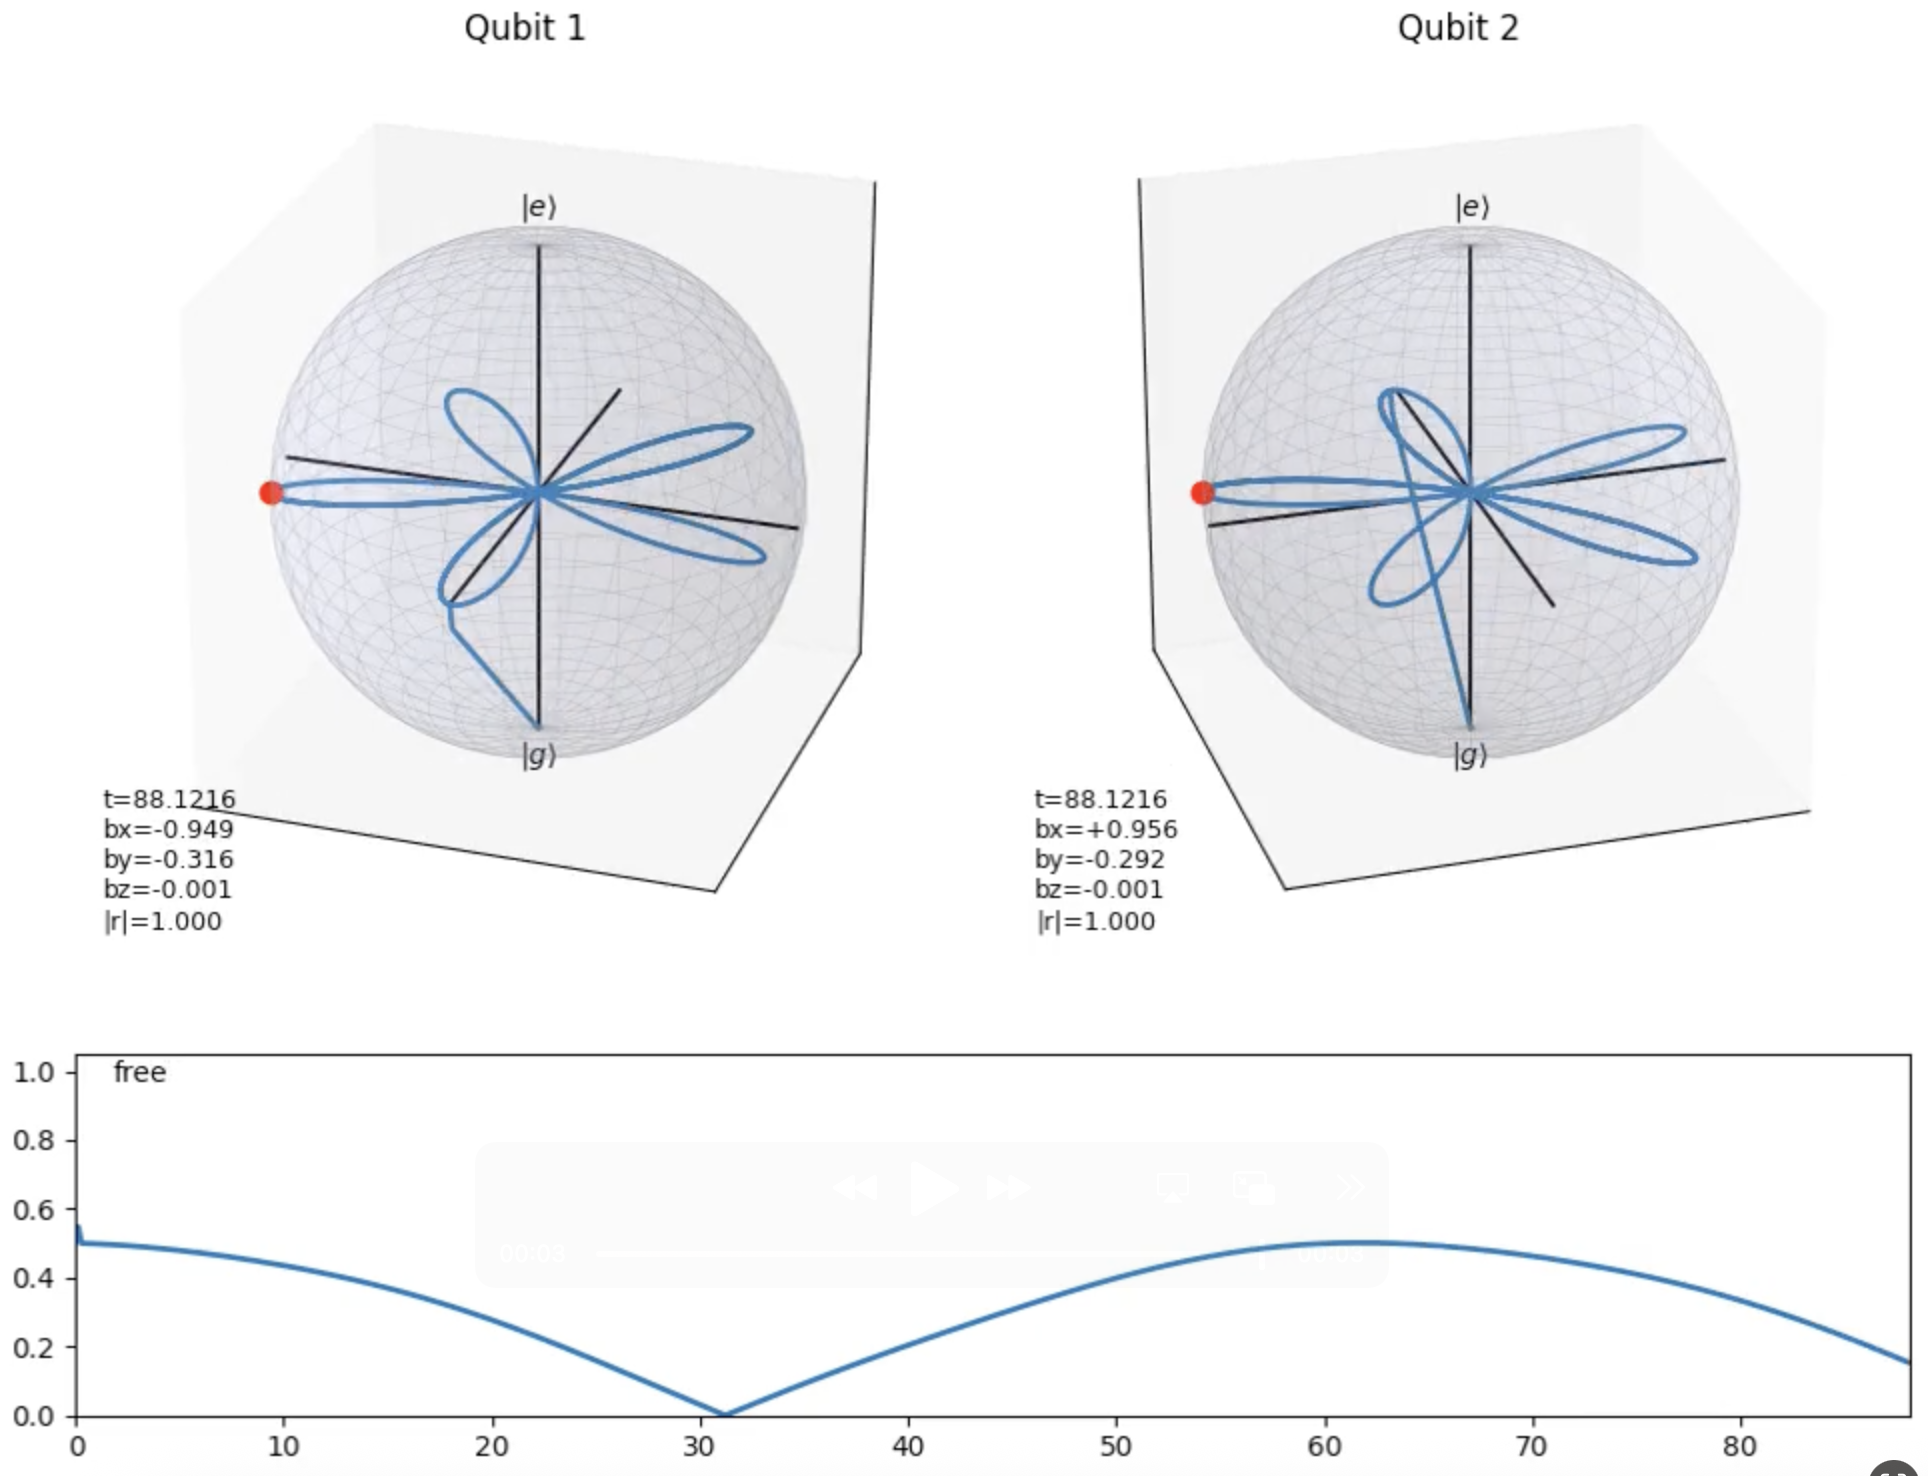 Qubit 1
Qubit 2
|e⟩
|e⟩
|g⟩
|g⟩
t=88.1216
bx=-0.949
by=-0.316
bz=-0.001
|r|=1.000
t=88.1216
bx=+0.956
by=-0.292
bz=-0.001
|r|=1.000
free
1.0
0.8
0.6
0.4
0.2
0.0
0 10 20 30 40 50 60 70 80
00:03